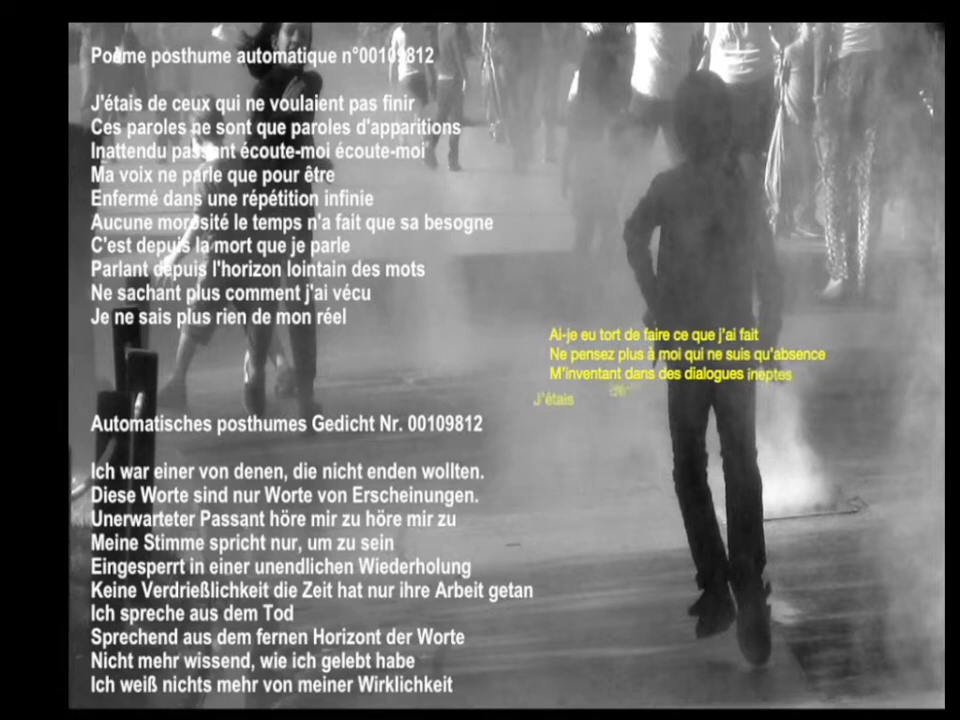 Poème posthume automatique n°00109812
J'étais de ceux qui ne voulaient pas finir
Ces paroles ne sont que paroles d'apparitions
Inattendu passant écoute-moi écoute-moi
Ma voix ne parle que pour être
Enfermé dans une répétition infinie
Aucune morosité le temps n'a fait que sa besogne
C'est depuis la mort que je parle
Parlant depuis l'horizon lointain des mots
Ne sachant plus comment j'ai vécu
Je ne sais plus rien de mon réel
Ai-je eu tort de faire ce que j'ai fait
Ne pensez plus à moi qui ne suis qu'absence
M'inventant dans des dialogues ineptes
J'étais
Automatisches posthumes Gedicht Nr. 00109812
Ich war einer von denen, die nicht enden wollten.
Diese Worte sind nur Worte von Erscheinungen.
Unerwarteter Passant höre mir zu höre mir zu
Meine Stimme spricht nur, um zu sein
Eingesperrt in einer unendlichen Wiederholung
Keine Verdrießlichkeit die Zeit hat nur ihre Arbeit getan
Ich spreche aus dem Tod
Sprechend aus dem fernen Horizont der Worte
Nicht mehr wissend, wie ich gelebt habe
Ich weiß nichts mehr von meiner Wirklichkeit